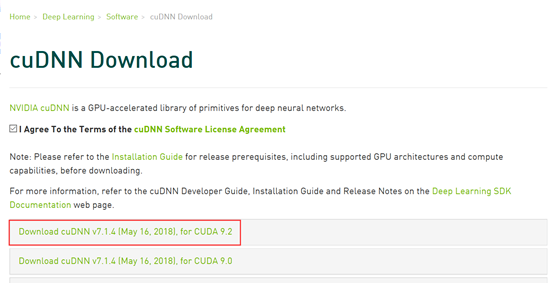 Home » Deep Learning » Software » cuDNN Download
cuDNN Download
NVIDIA cuDNN is a GPU-accelerated library of primitives for deep neural networks.
I Agree To the Terms of the cuDNN Software License Agreement
Note: Please refer to the Installation Guide for release prerequisites, including supported GPU architectures and compute
capabilities, before downloading.
For more information, refer to the cuDNN Developer Guide, Installation Guide and Release Notes on the Deep Learning SDK
Documentation web page.
Download cuDNN v7.1.4 (May 16, 2018), for CUDA 9.2
Download cuDNN v7.1.4 (May 16, 2018), for CUDA 9.0